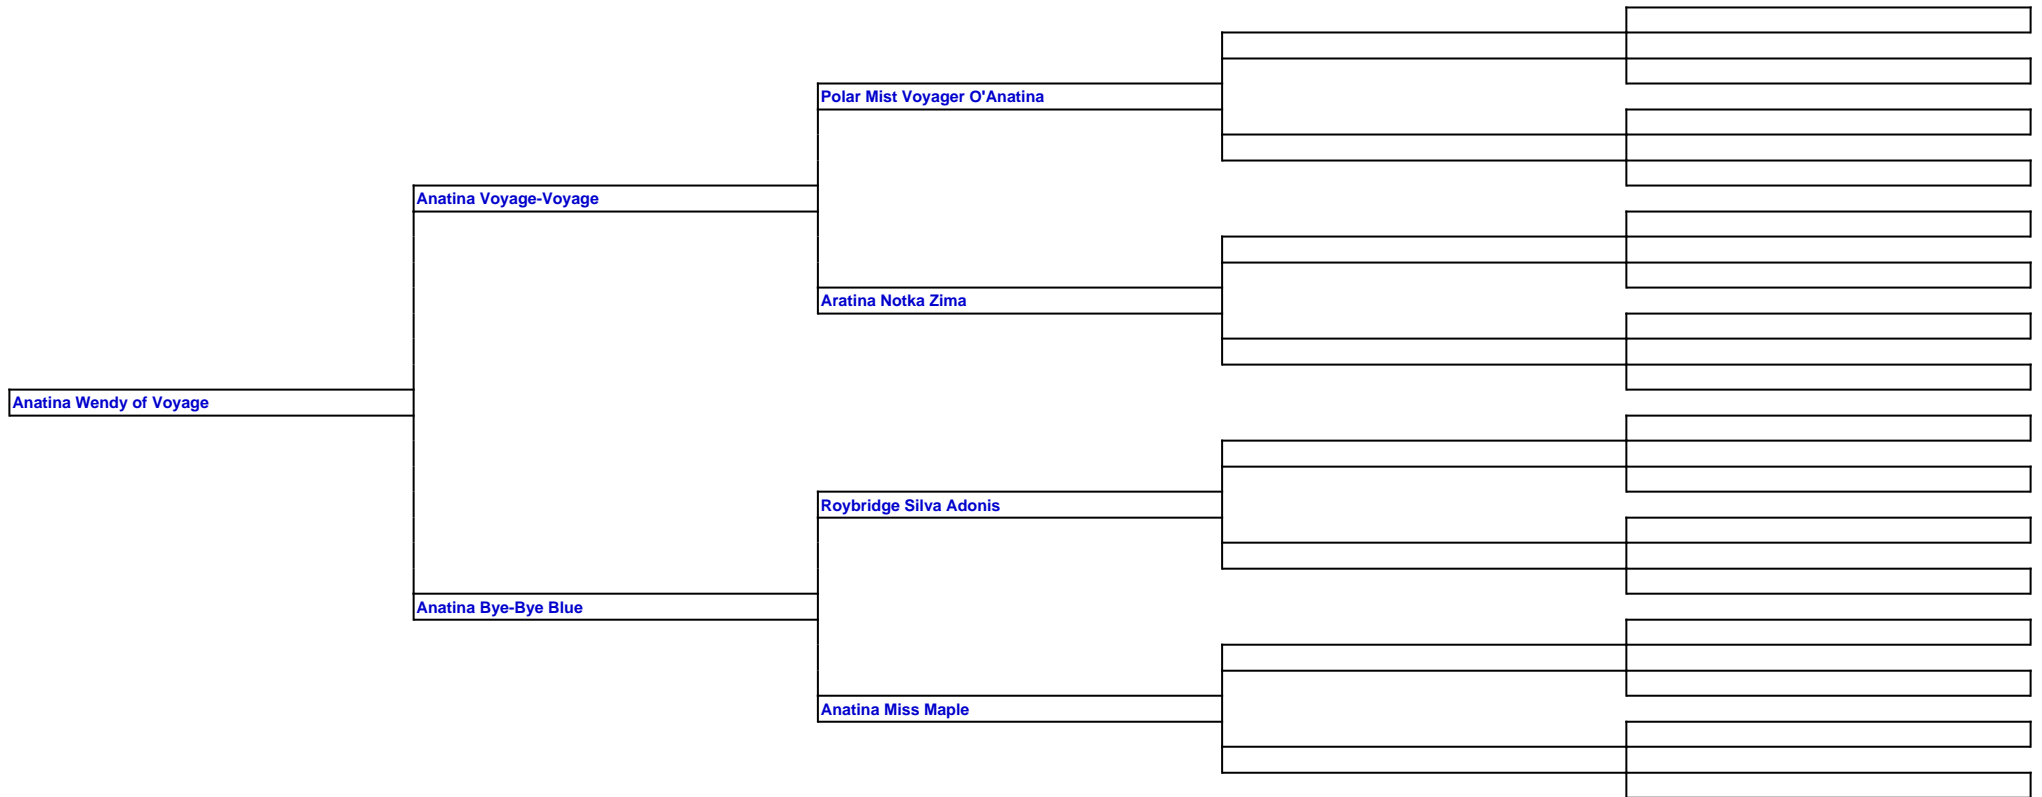 Polar Mist Voyager O'Anatina
Anatina Voyage-Voyage
Aratina Notka Zima
Anatina Wendy of Voyage
Roybridge Silva Adonis
Anatina Bye-Bye Blue
Anatina Miss Maple